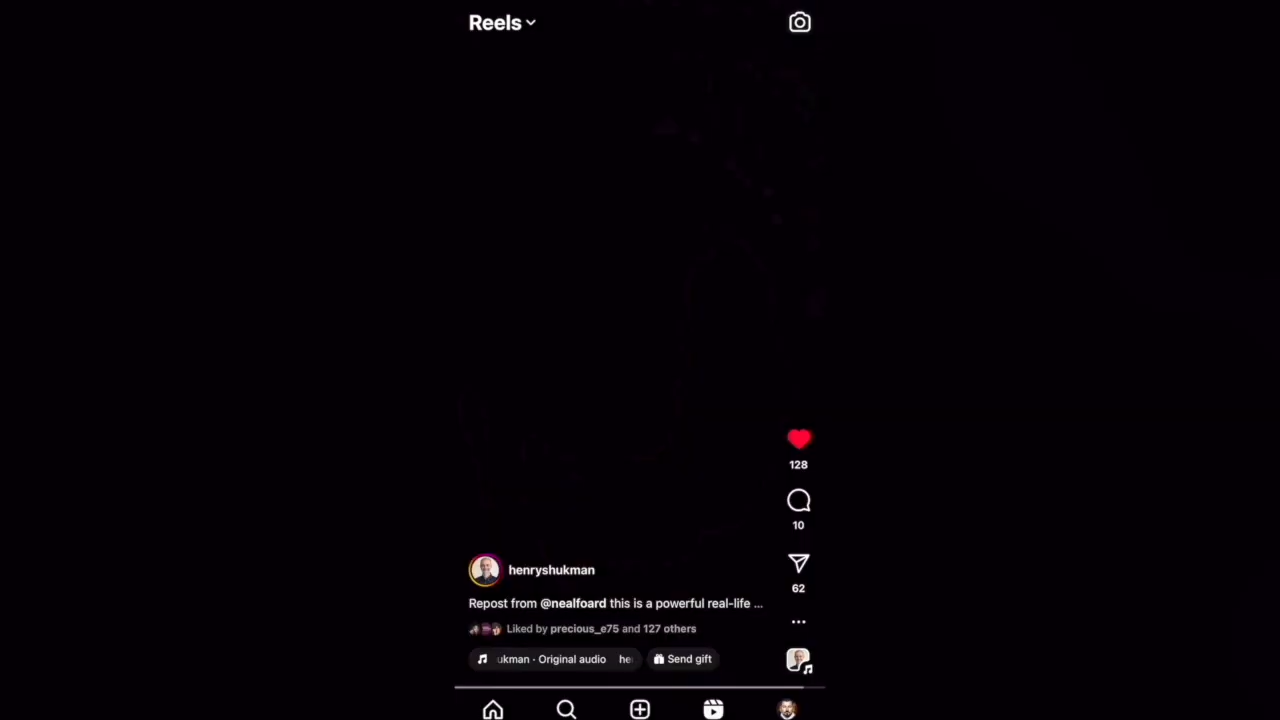 Reels
128
10
henryshukman
62
Repost from @nealfoard this is a powerful real-life ...
Liked by precious_e75 and 127 others
ukman · Original audio he
Send gift